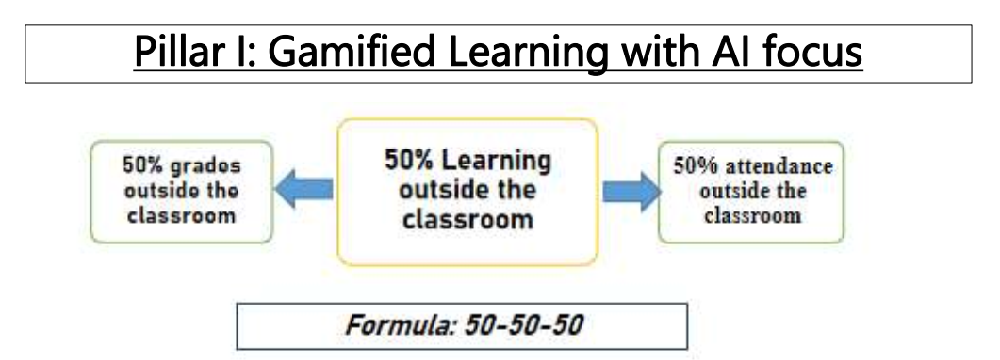 Pillar I: Gamified Learning with AI focus
50% grades
outside the
classroom
50% Learning
outside the
classroom
50% attendance
outside the
classroom
Formula: 50-50-50